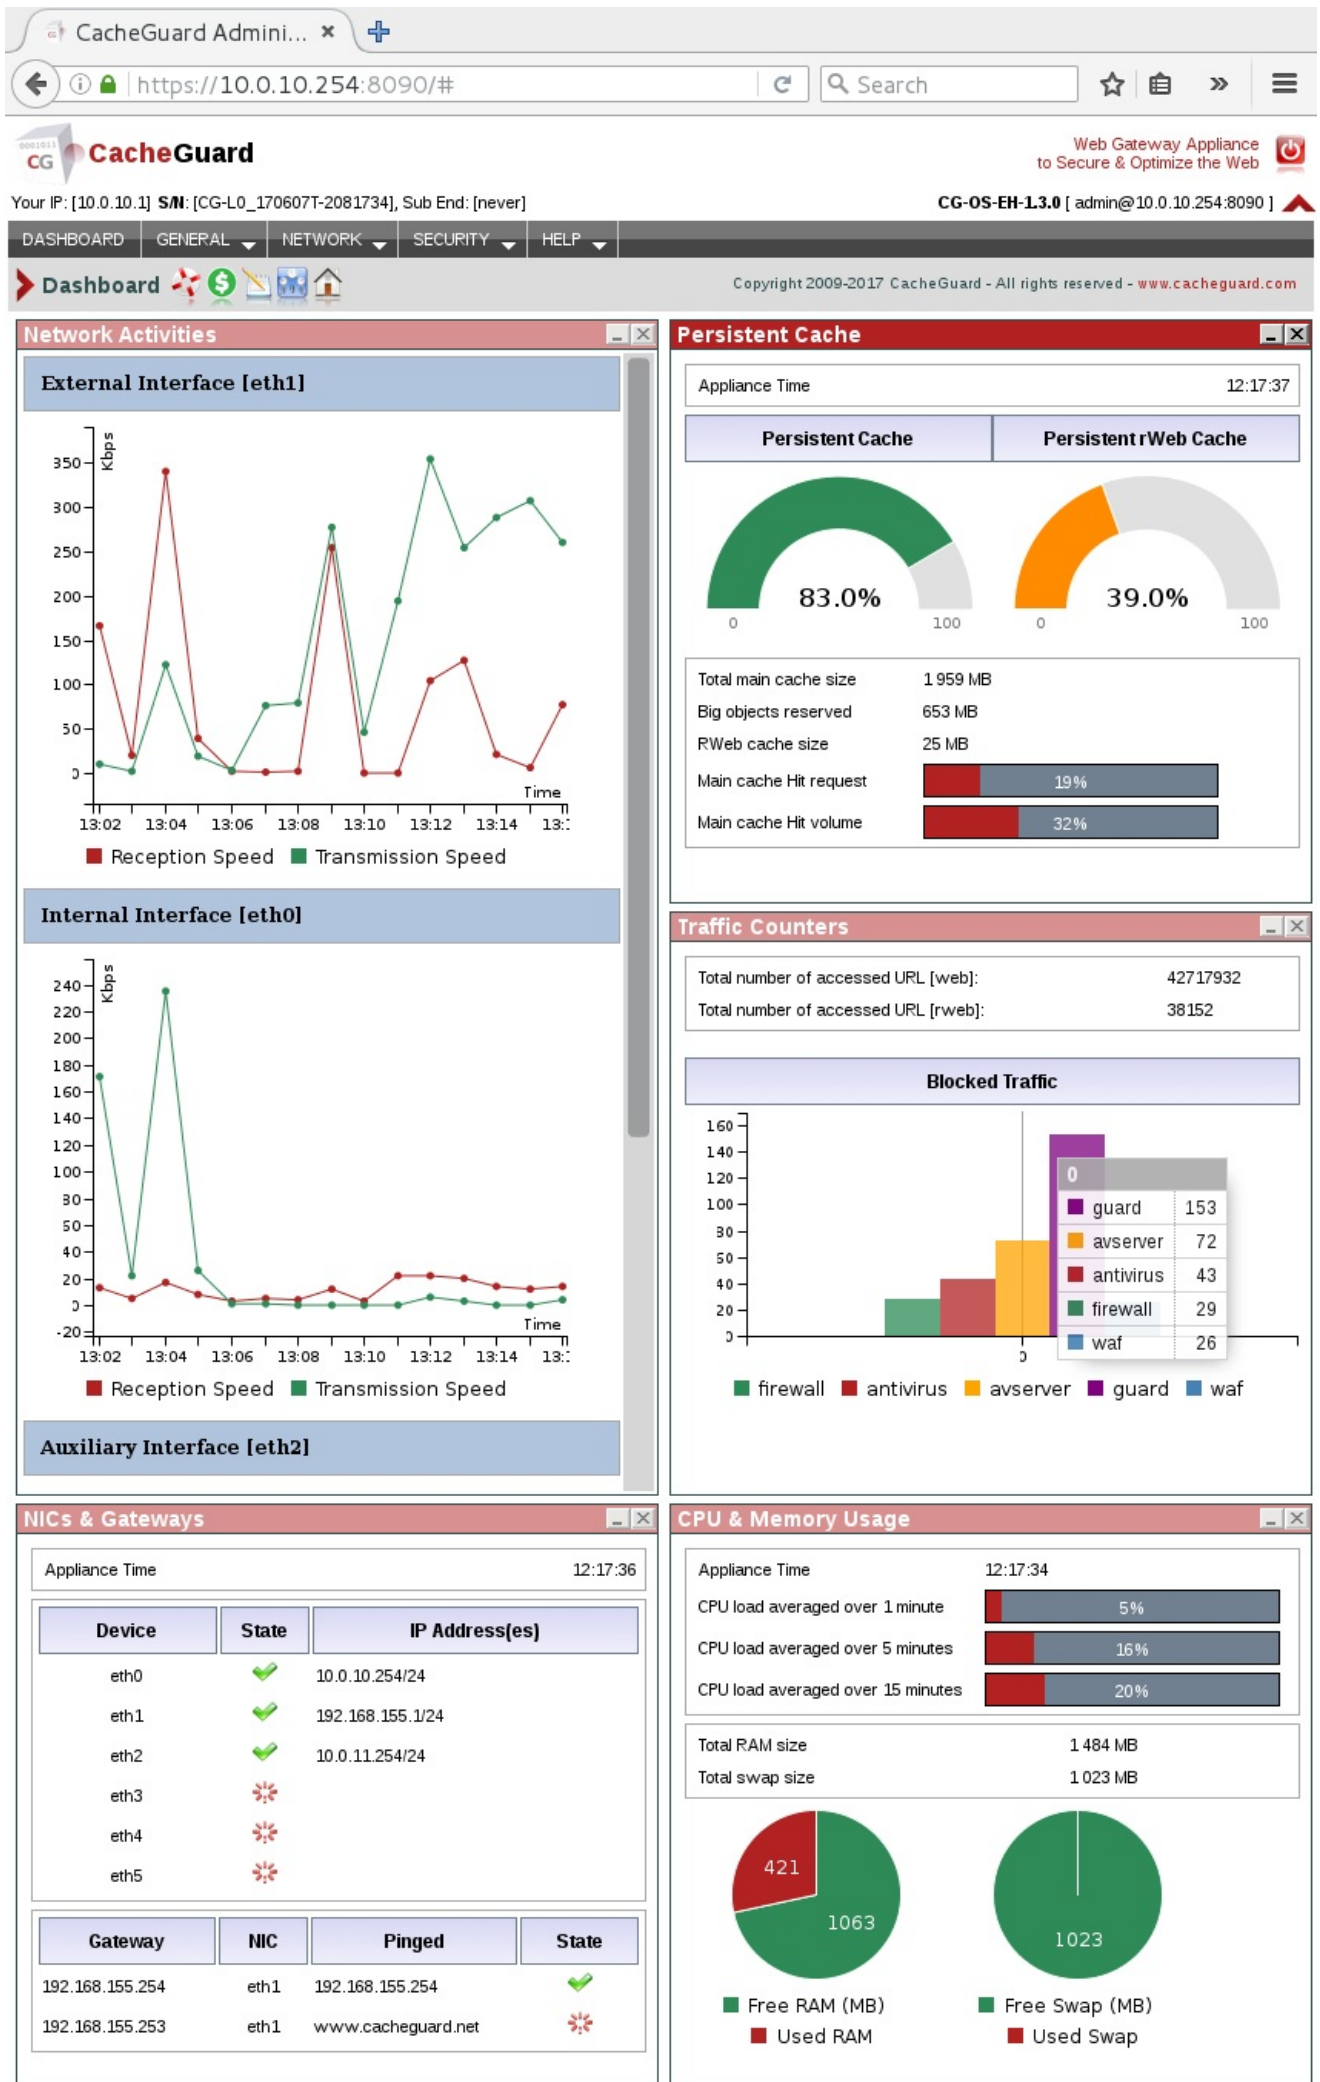 CacheGuard Admini...
https://10.0.10.254:8090/#
Search
0001011
CG
CacheGuard
Web Gateway Appliance
to Secure & Optimize the Web
Your IP: [10.0.10.1] S/N: [CG-L0_170607T-2081734], Sub End: [never]
CG-OS-EH-1.3.0 [ admin@10.0.10.254:8090 ]
DASHBOARD GENERAL NETWORK SECURITY HELP
Dashboard
Copyright 2009-2017 CacheGuard - All rights reserved - www.cacheguard.com
Network Activities
External Interface [eth1]
Kbps
350
300
250
200
150
100
50
0
Time
13:02 13:04 13:06 13:08 13:10 13:12 13:14 13:
Reception Speed Transmission Speed
Internal Interface [eth0]
Kbps
240
220
200
180
160
140
120
100
80
60
40
20
0
-20
Time
13:02 13:04 13:06 13:08 13:10 13:12 13:14 13:
Reception Speed Transmission Speed
Auxiliary Interface [eth2]
Persistent Cache
Appliance Time 12:17:37
Persistent Cache Persistent rWeb Cache
83.0%
0 100
39.0%
0 100
Total main cache size 1 959 MB
Big objects reserved 653 MB
RWeb cache size 25 MB
Main cache Hit request 19%
Main cache Hit volume 32%
Traffic Counters
Total number of accessed URL [web]: 42717932
Total number of accessed URL [rweb]: 38152
Blocked Traffic
160
140
120
100
80
60
40
20
0
0
0
guard 153
avserver 72
antivirus 43
firewall 29
waf 26
firewall antivirus avserver guard waf
NICs & Gateways
Appliance Time 12:17:36
Device State IP Address(es)
eth0 10.0.10.254/24
eth1 192.168.155.1/24
eth2 10.0.11.254/24
eth3
eth4
eth5
Gateway NIC Pinged State
192.168.155.254 eth1 192.168.155.254
192.168.155.253 eth1 www.cacheguard.net
CPU & Memory Usage
Appliance Time 12:17:34
CPU load averaged over 1 minute 5%
CPU load averaged over 5 minutes 16%
CPU load averaged over 15 minutes 20%
Total RAM size 1 484 MB
Total swap size 1 023 MB
421
1063
1023
Free RAM (MB)
Used RAM
Free Swap (MB)
Used Swap